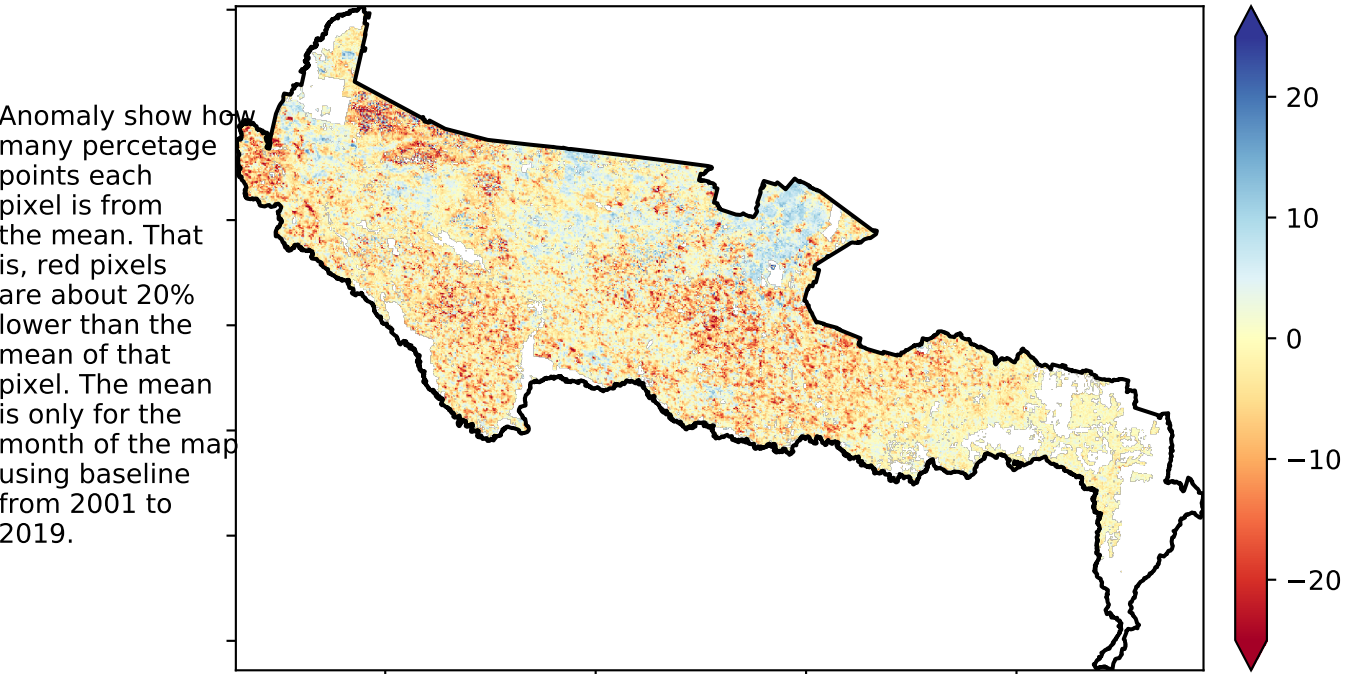 Anomaly show how
many percetage
points each
pixel is from
the mean. That
is, red pixels
are about 20%
lower than the
mean of that
pixel. The mean
is only for the
month of the map
using baseline
from 2001 to
2019.
20
10
0
−10
−20